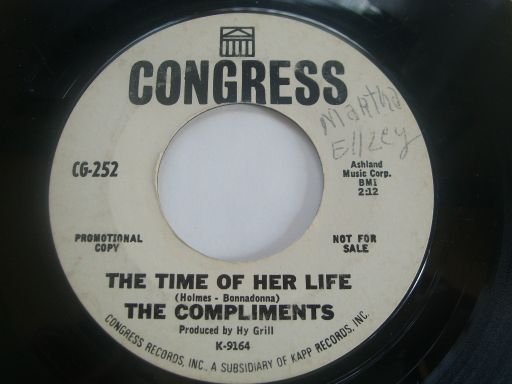 CONGRESS
Martha
Ellzey
CG-252
Ashland
Music Corp.
BMI
2:12
PROMOTIONAL
COPY
NOT FOR
SALE
THE TIME OF HER LIFE
(Holmes - Bonnadonna)
THE COMPLIMENTS
Produced by Hy Grill
K-9164
CONGRESS RECORDS, INC., A SUBSIDIARY OF KAPP RECORDS, INC.